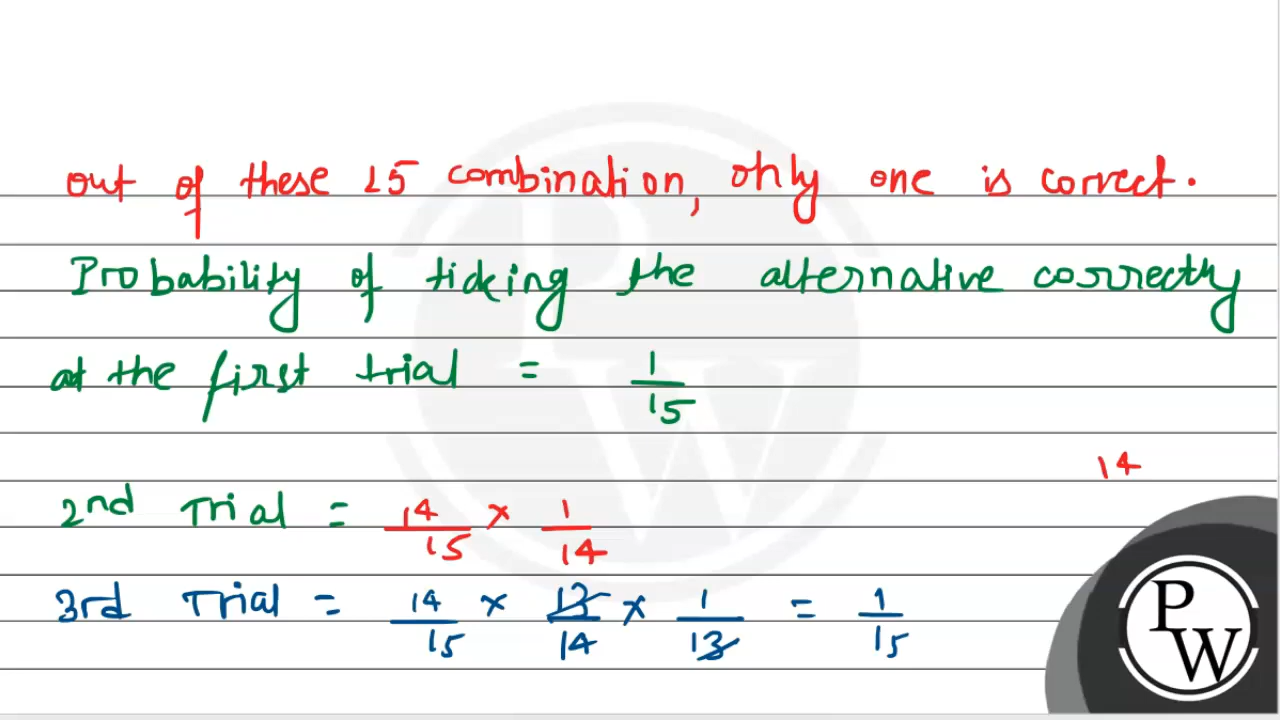 out of these 15 combination, only one is correct.
Probability of ticking the alternative correctly
at the first trial = 1/15
14
2nd Trial = 14/15 × 1/14
3rd Trial = 14/15 × 13/14 × 1/13 = 1/15
P
W
PW